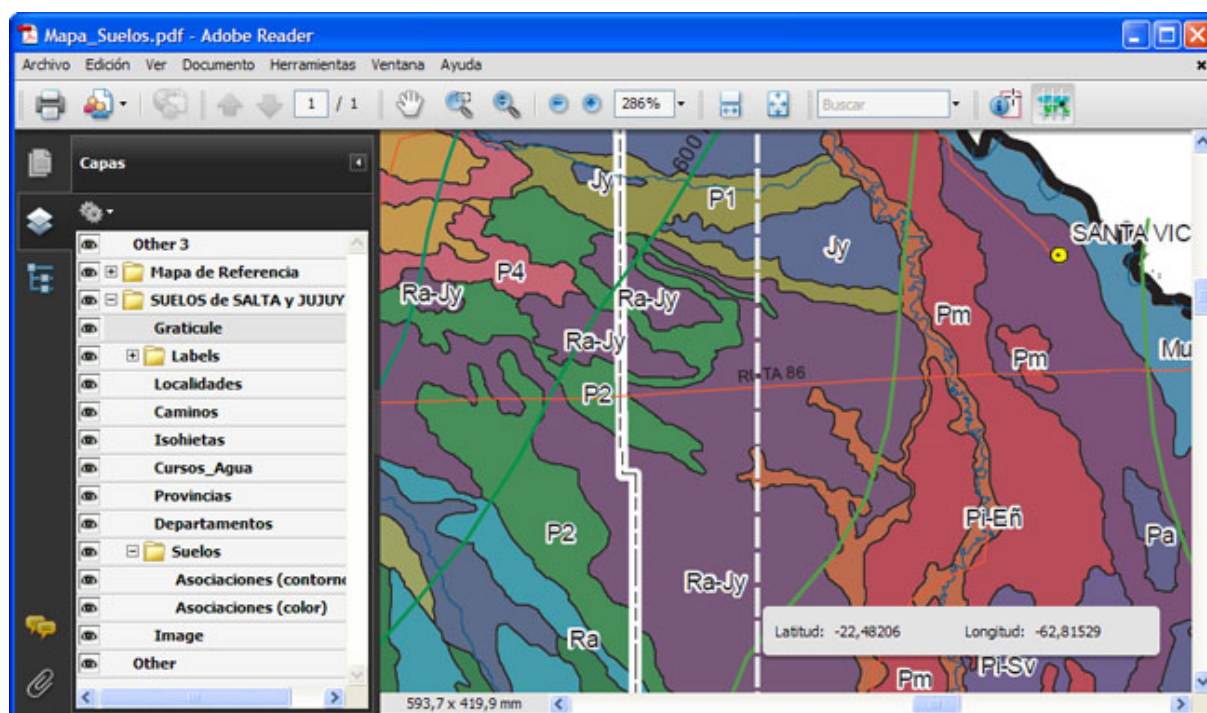 Mapa_Suelos.pdf - Adobe Reader
Archivo Edición Ver Documento Herramientas Ventana Ayuda
1 / 1 286% Buscar
Capas
Other 3
Mapa de Referencia
SUELOS de SALTA y JUJUY
Graticule
Labels
Localidades
Caminos
Isohietas
Cursos_Agua
Provincias
Departamentos
Suelos
Asociaciones (contorno
Asociaciones (color)
Image
Other
600
Jy
P1
SANTA VIC
Jy
P4
Ra-Jy
Ra-Jy
Pm
Ra-Jy
Pm
Mu
RUTA 86
P2
Pi-Eñ
P2
Pa
Ra-Jy
Latitud: -22,48206 Longitud: -62,81529
Ra
Pi-Sv
Pm
593,7 x 419,9 mm